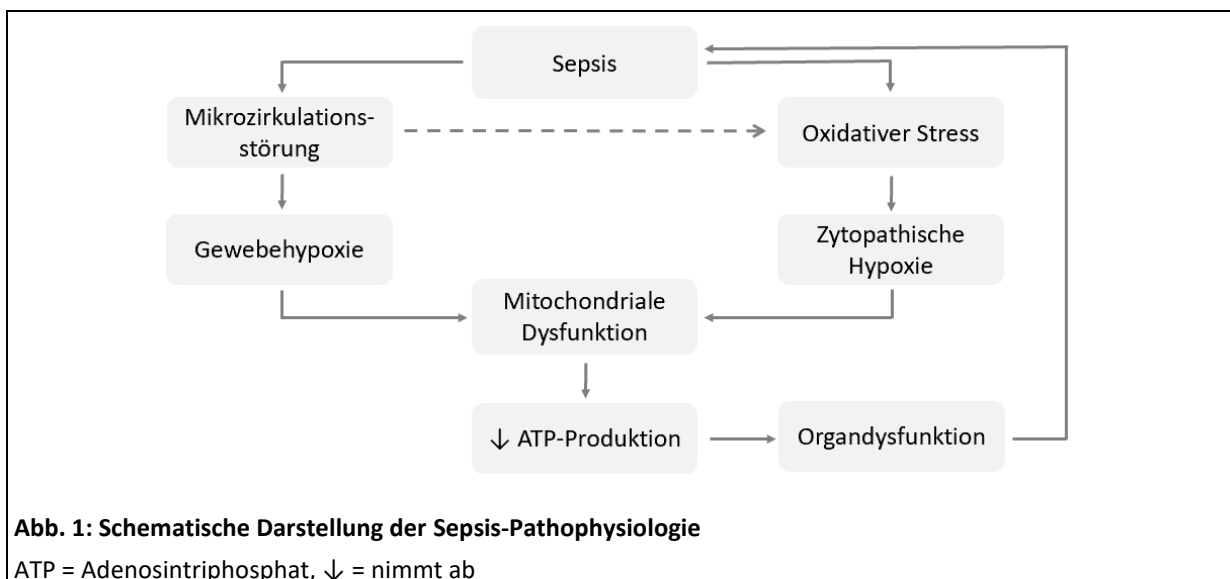 Sepsis
Mikrozirkulations-
störung
Oxidativer Stress
Gewebehypoxie
Zytopathische
Hypoxie
Mitochondriale
Dysfunktion
↓ ATP-Produktion
Organdysfunktion
Abb. 1: Schematische Darstellung der Sepsis-Pathophysiologie
ATP = Adenosintriphosphat, ↓ = nimmt ab